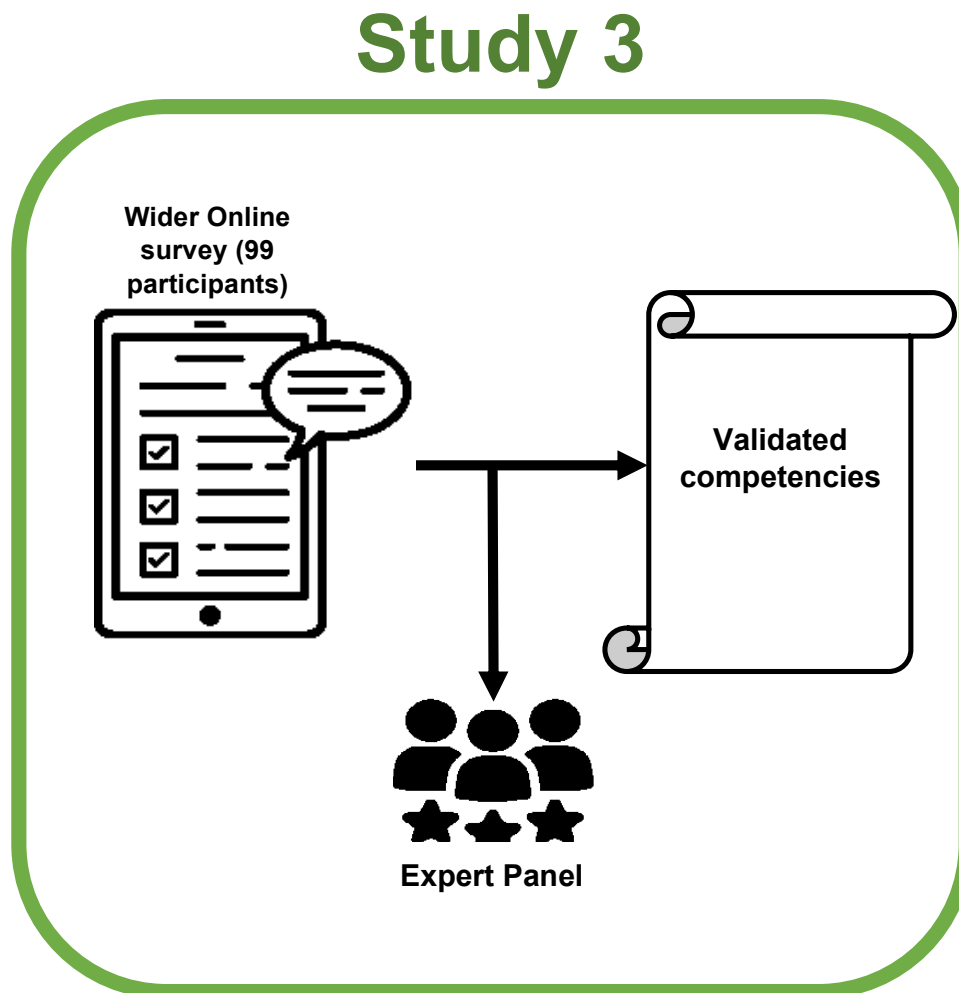 Study 3
Wider Online
survey (99
participants)
Validated
competencies
Expert Panel